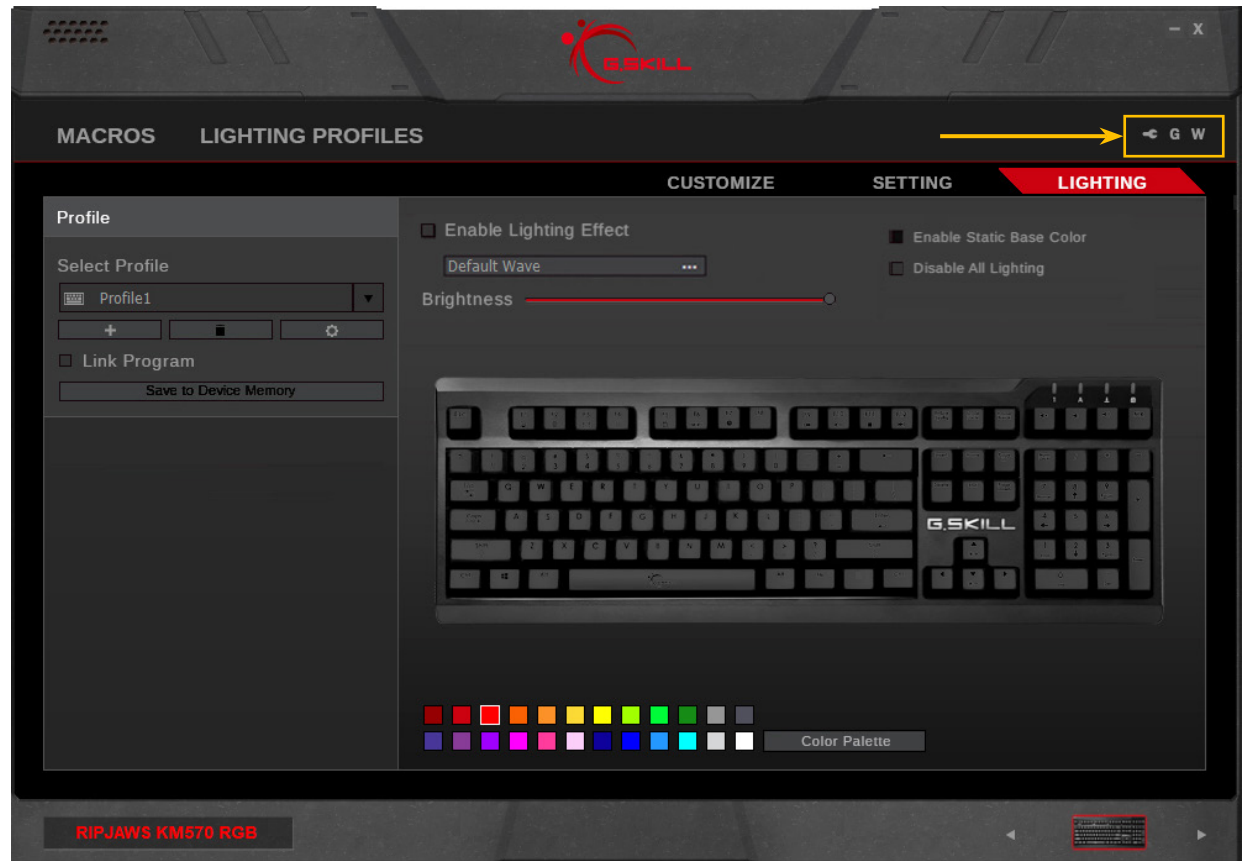 G.SKILL
- X
MACROS LIGHTING PROFILES
G W
CUSTOMIZE SETTING LIGHTING
Profile
Select Profile
Profile1
+
Link Program
Save to Device Memory
Enable Lighting Effect
Default Wave ...
Brightness
Enable Static Base Color
Disable All Lighting
Q W E R T Y U I O P
A S D F G H J K L
G.SKILL
Z X C V B N M < > ?
Color Palette
RIPJAWS KM570 RGB